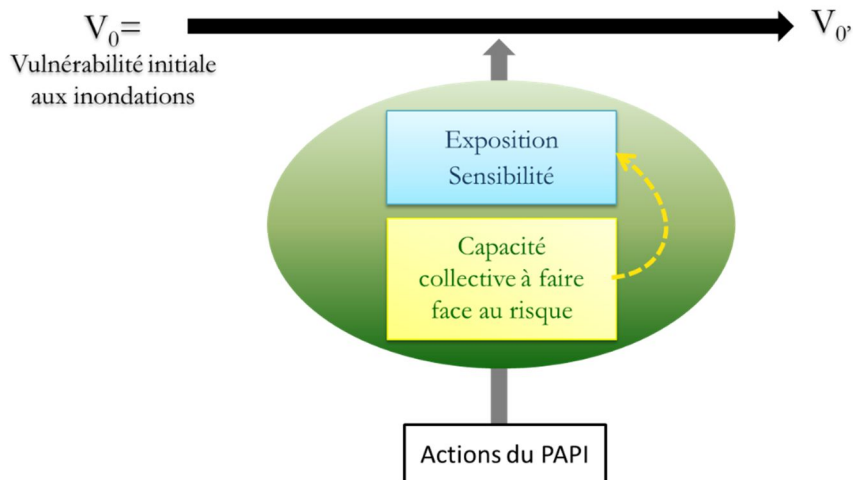 V₀=
Vulnérabilité initiale
aux inondations
V₀,
Exposition
Sensibilité
Capacité
collective à faire
face au risque
Actions du PAPI